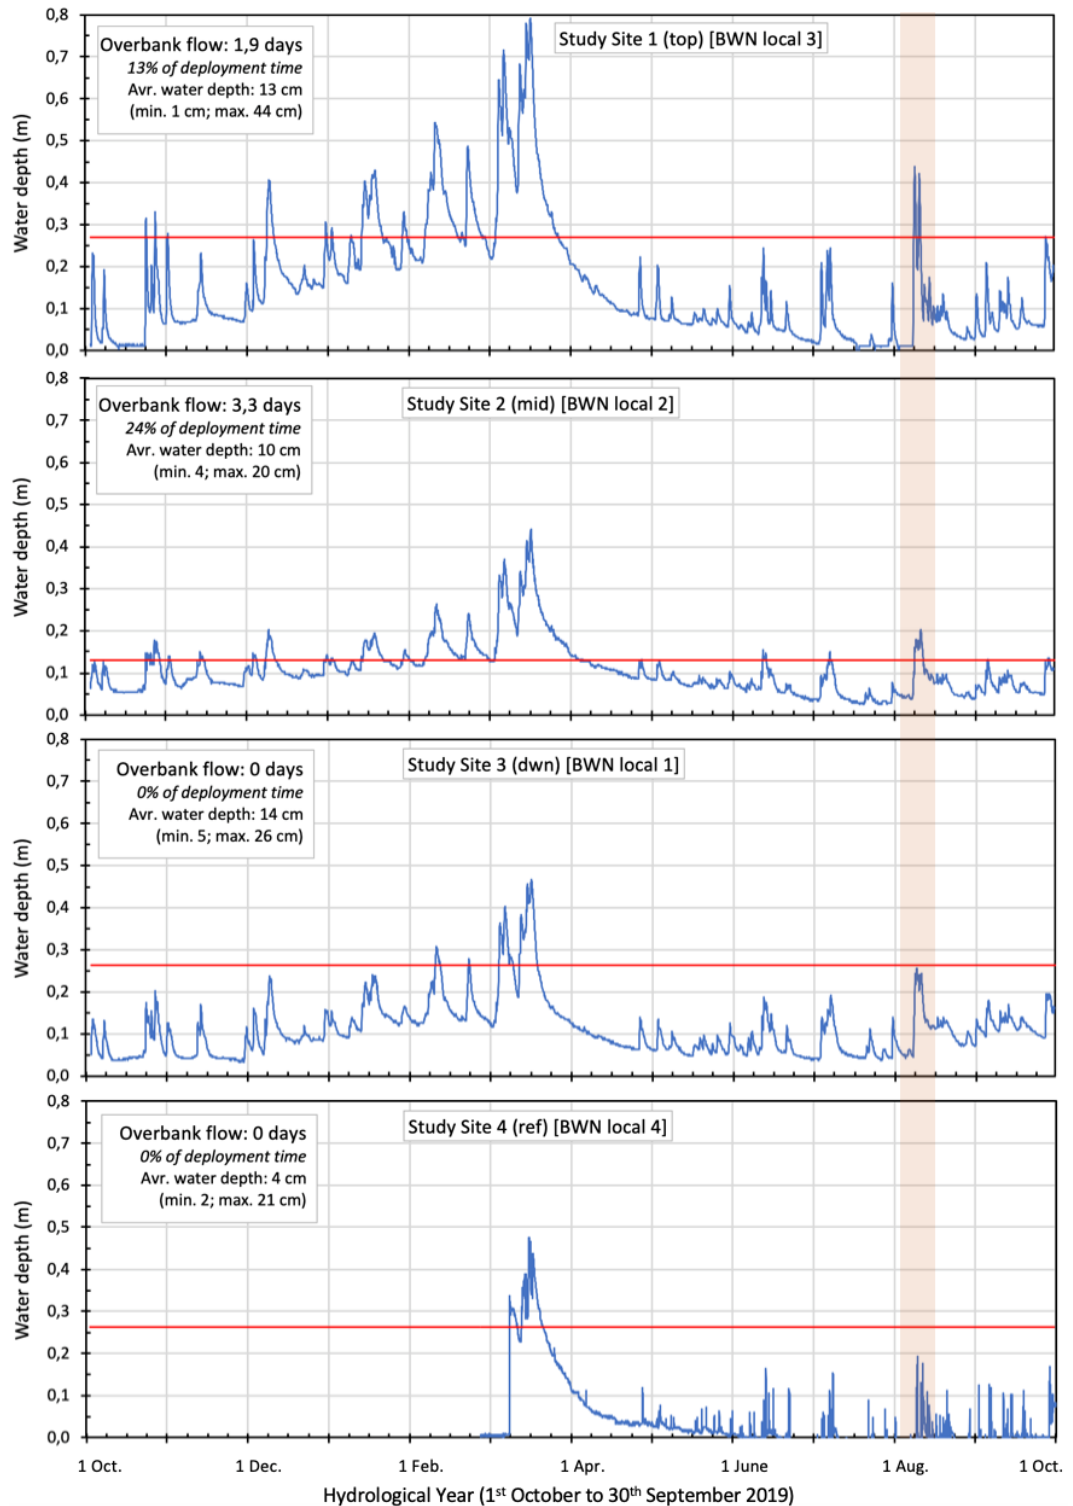 0,8
0,7
0,6
0,5
0,4
0,3
0,2
0,1
0,0
Water depth (m)
Overbank flow: 1,9 days
13% of deployment time
Avr. water depth: 13 cm
(min. 1 cm; max. 44 cm)
Study Site 1 (top) [BWN local 3]
0,8
0,7
0,6
0,5
0,4
0,3
0,2
0,1
0,0
Water depth (m)
Overbank flow: 3,3 days
24% of deployment time
Avr. water depth: 10 cm
(min. 4; max. 20 cm)
Study Site 2 (mid) [BWN local 2]
0,8
0,7
0,6
0,5
0,4
0,3
0,2
0,1
0,0
Water depth (m)
Overbank flow: 0 days
0% of deployment time
Avr. water depth: 14 cm
(min. 5; max. 26 cm)
Study Site 3 (dwn) [BWN local 1]
0,8
0,7
0,6
0,5
0,4
0,3
0,2
0,1
0,0
Water depth (m)
Overbank flow: 0 days
0% of deployment time
Avr. water depth: 4 cm
(min. 2; max. 21 cm)
Study Site 4 (ref) [BWN local 4]
1 Oct. 1 Dec. 1 Feb. 1 Apr. 1 June 1 Aug. 1 Oct.
Hydrological Year (1st October to 30th September 2019)